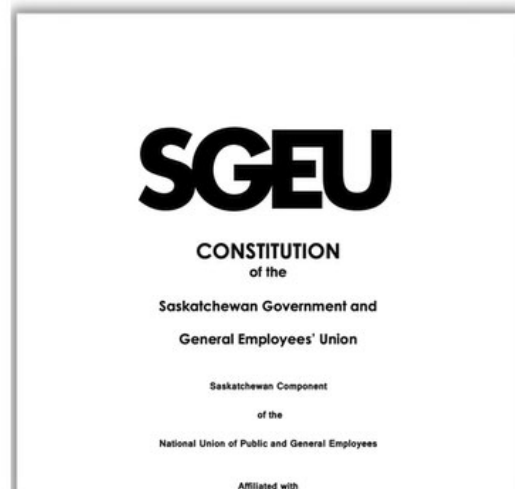 SGEU
CONSTITUTION
of the
Saskatchewan Government and
General Employees' Union
Saskatchewan Component
of the
National Union of Public and General Employees
Affiliated with